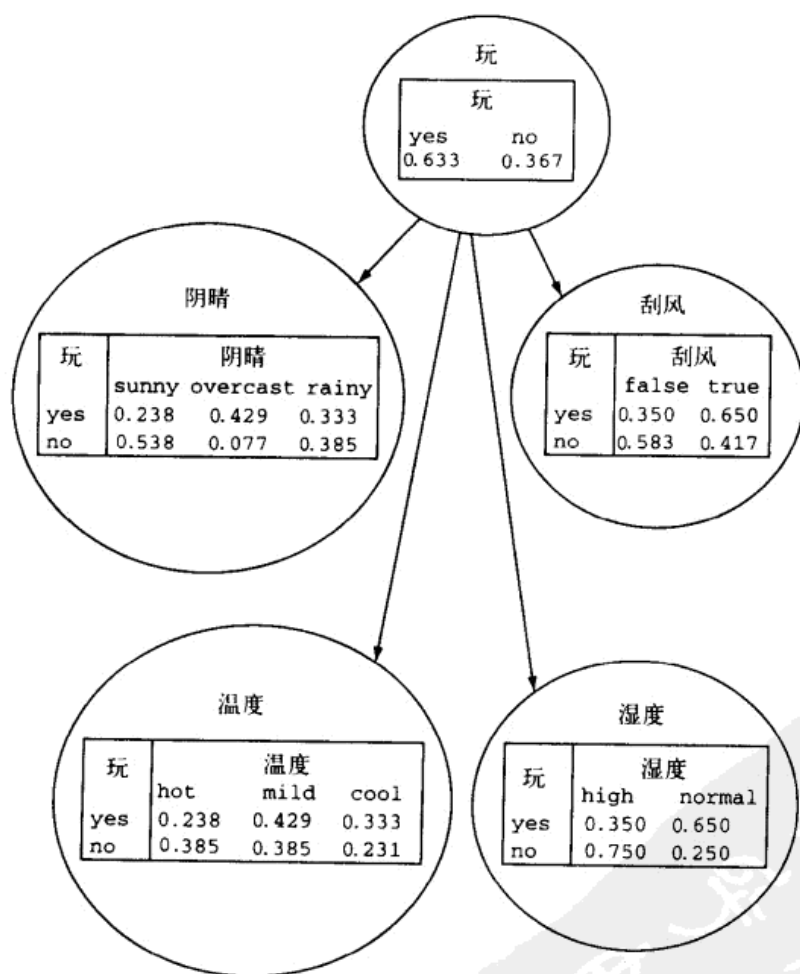 玩
玩
yes no
0.633 0.367
阴晴
玩 阴晴
sunny overcast rainy
yes 0.238 0.429 0.333
no 0.538 0.077 0.385
刮风
玩 刮风
false true
yes 0.350 0.650
no 0.583 0.417
温度
玩 温度
hot mild cool
yes 0.238 0.429 0.333
no 0.385 0.385 0.231
湿度
玩 湿度
high normal
yes 0.350 0.650
no 0.750 0.250